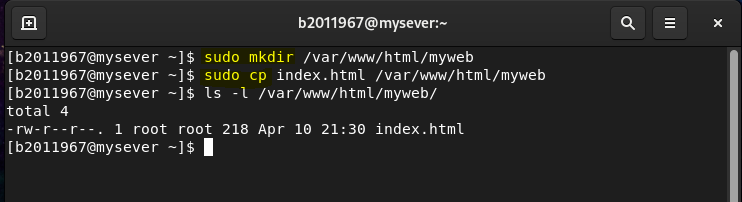 b2011967@mysever:~
[b2011967@mysever ~]$ sudo mkdir /var/www/html/myweb
[b2011967@mysever ~]$ sudo cp index.html /var/www/html/myweb
[b2011967@mysever ~]$ ls -l /var/www/html/myweb/
total 4
-rw-r--r--. 1 root root 218 Apr 10 21:30 index.html
[b2011967@mysever ~]$